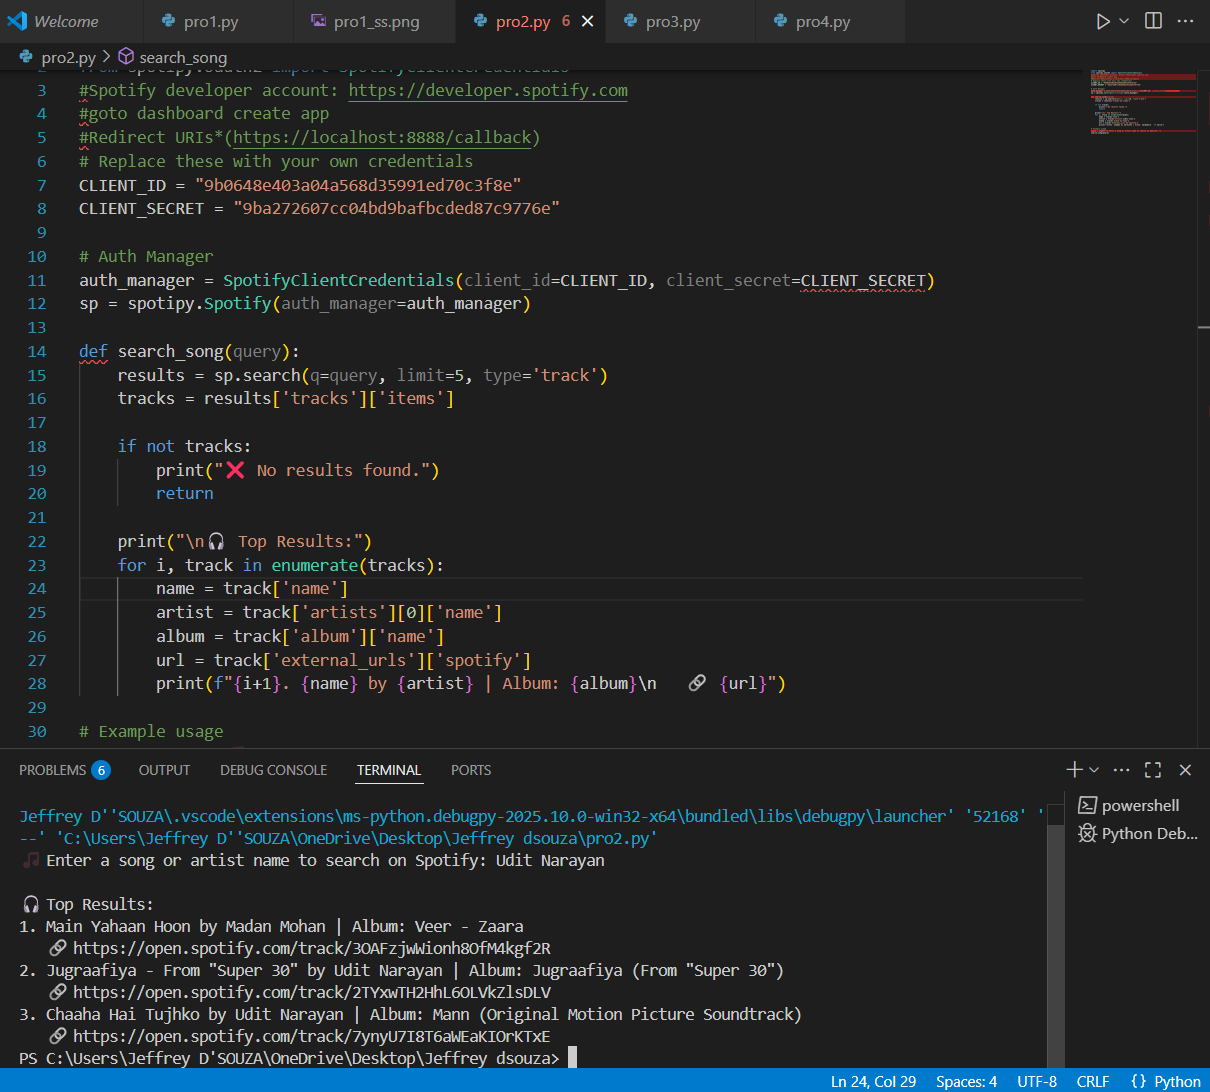 Welcome pro1.py pro1_ss.png pro2.py 6 pro3.py pro4.py
pro2.py > search_song
2 from spotipy.oauth2 import SpotifyClientCredentials
3 #Spotify developer account: https://developer.spotify.com
4 #goto dashboard create app
5 #Redirect URIs*(https://localhost:8888/callback)
6 # Replace these with your own credentials
7 CLIENT_ID = "9b0648e403a04a568d35991ed70c3f8e"
8 CLIENT_SECRET = "9ba272607cc04bd9bafbcded87c9776e"
9
10 # Auth Manager
11 auth_manager = SpotifyClientCredentials(client_id=CLIENT_ID, client_secret=CLIENT_SECRET)
12 sp = spotipy.Spotify(auth_manager=auth_manager)
13
14 def search_song(query):
15     results = sp.search(q=query, limit=5, type='track')
16     tracks = results['tracks']['items']
17
18     if not tracks:
19         print("❌ No results found.")
20         return
21
22     print("\n🎧 Top Results:")
23     for i, track in enumerate(tracks):
24         name = track['name']
25         artist = track['artists'][0]['name']
26         album = track['album']['name']
27         url = track['external_urls']['spotify']
28         print(f"{i+1}. {name} by {artist} | Album: {album}\n   🔗 {url}")
29
30 # Example usage
PROBLEMS 6 OUTPUT DEBUG CONSOLE TERMINAL PORTS
powershell
Python Deb...
Jeffrey D''SOUZA\.vscode\extensions\ms-python.debugpy-2025.10.0-win32-x64\bundled\libs\debugpy\launcher' '52168' '
--' 'C:\Users\Jeffrey D''SOUZA\OneDrive\Desktop\Jeffrey dsouza\pro2.py'
🎵 Enter a song or artist name to search on Spotify: Udit Narayan
🎧 Top Results:
1. Main Yahaan Hoon by Madan Mohan | Album: Veer - Zaara
🔗 https://open.spotify.com/track/3OAFzjwWionh8OfM4kgf2R
2. Jugraafiya - From "Super 30" by Udit Narayan | Album: Jugraafiya (From "Super 30")
🔗 https://open.spotify.com/track/2TYxwTH2HhL6OLVkZlsDLV
3. Chaaha Hai Tujhko by Udit Narayan | Album: Mann (Original Motion Picture Soundtrack)
🔗 https://open.spotify.com/track/7ynyU7I8T6aWEaKIOrKTxE
PS C:\Users\Jeffrey D'SOUZA\OneDrive\Desktop\Jeffrey dsouza>
Ln 24, Col 29 Spaces: 4 UTF-8 CRLF {} Python